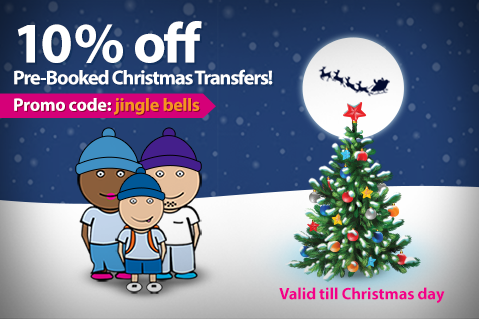 10% off
Pre-Booked Christmas Transfers!
Promo code: jingle bells
Valid till Christmas day